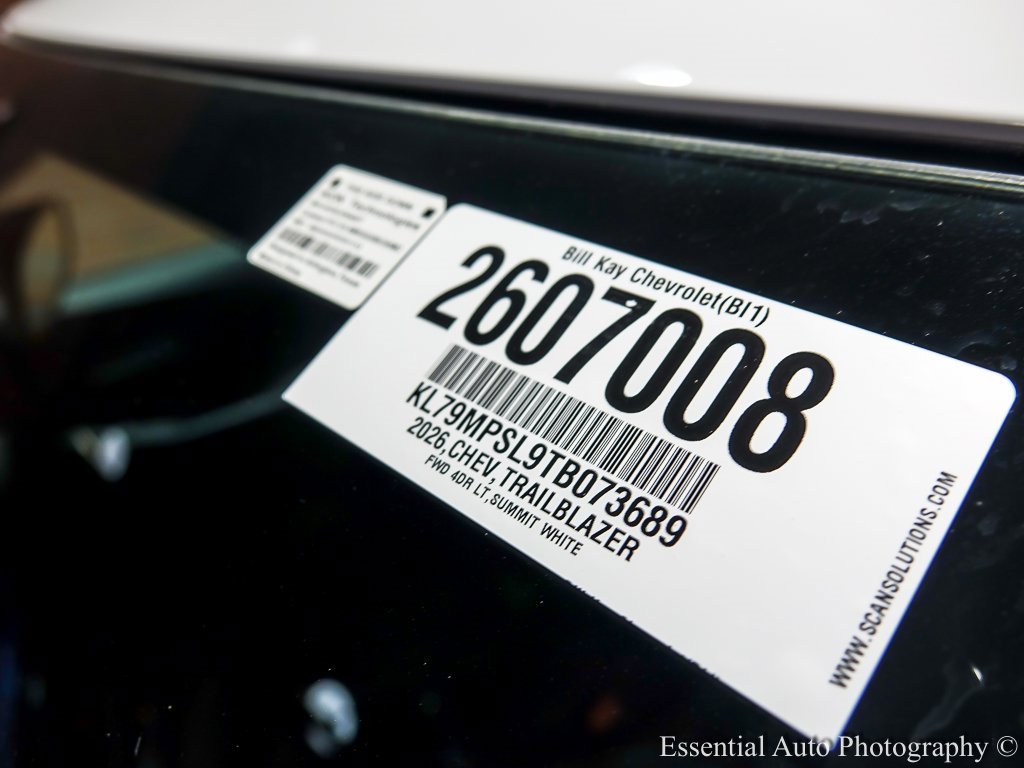 Bill Kay Chevrolet(BI1)
2607008
KL79MPSL9TB073689
2026, CHEV, TRAILBLAZER
FWD 4DR LT,SUMMIT WHITE
WWW.SCANSOLUTIONS.COM
Essential Auto Photography ©